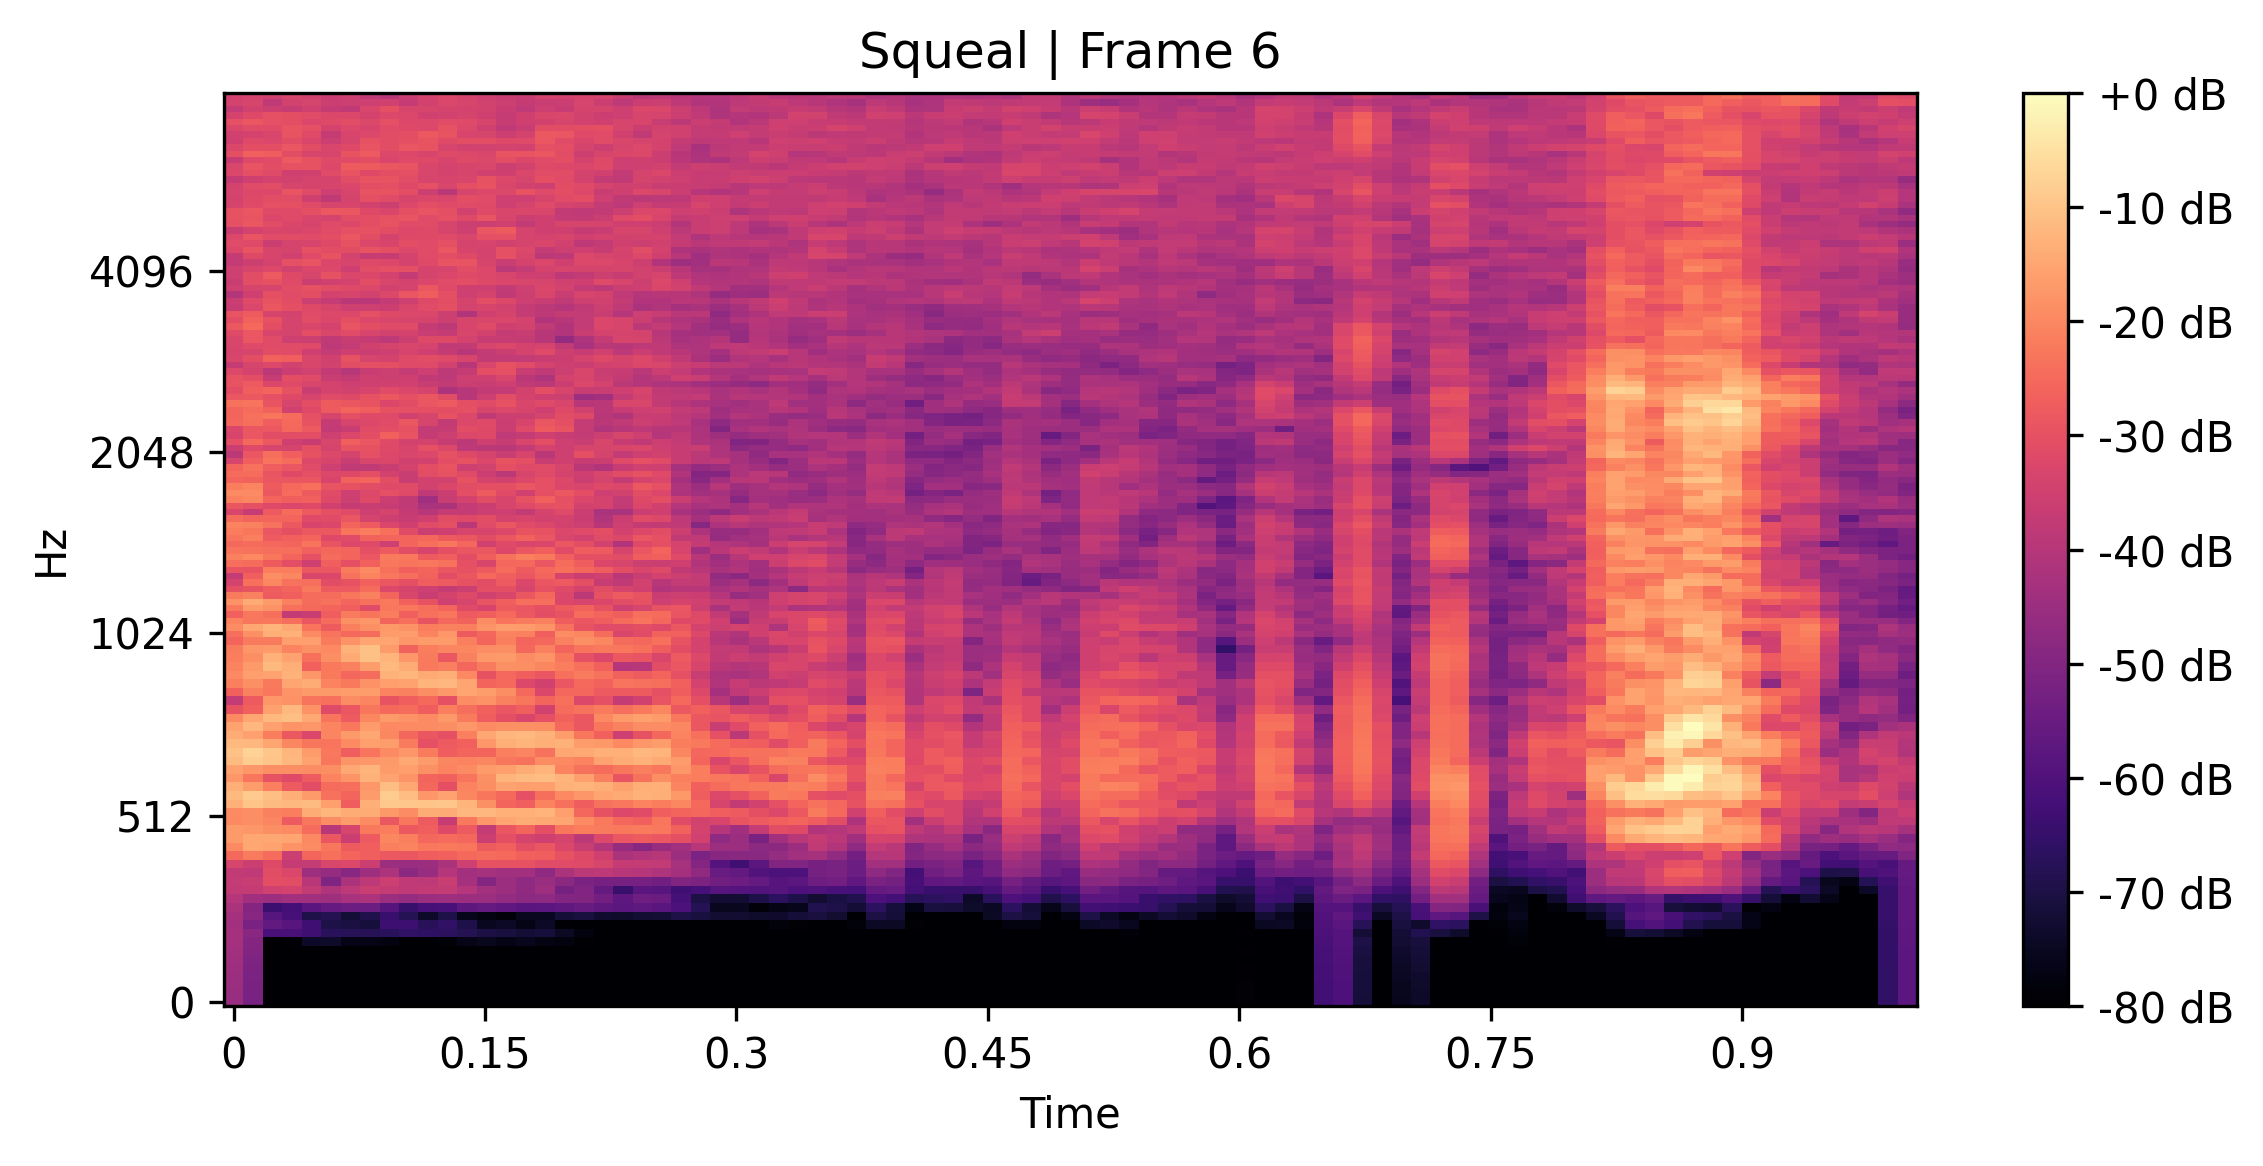 Squeal | Frame 6
Hz
4096
2048
1024
512
0
0 0.15 0.3 0.45 0.6 0.75 0.9
Time
+0 dB
-10 dB
-20 dB
-30 dB
-40 dB
-50 dB
-60 dB
-70 dB
-80 dB